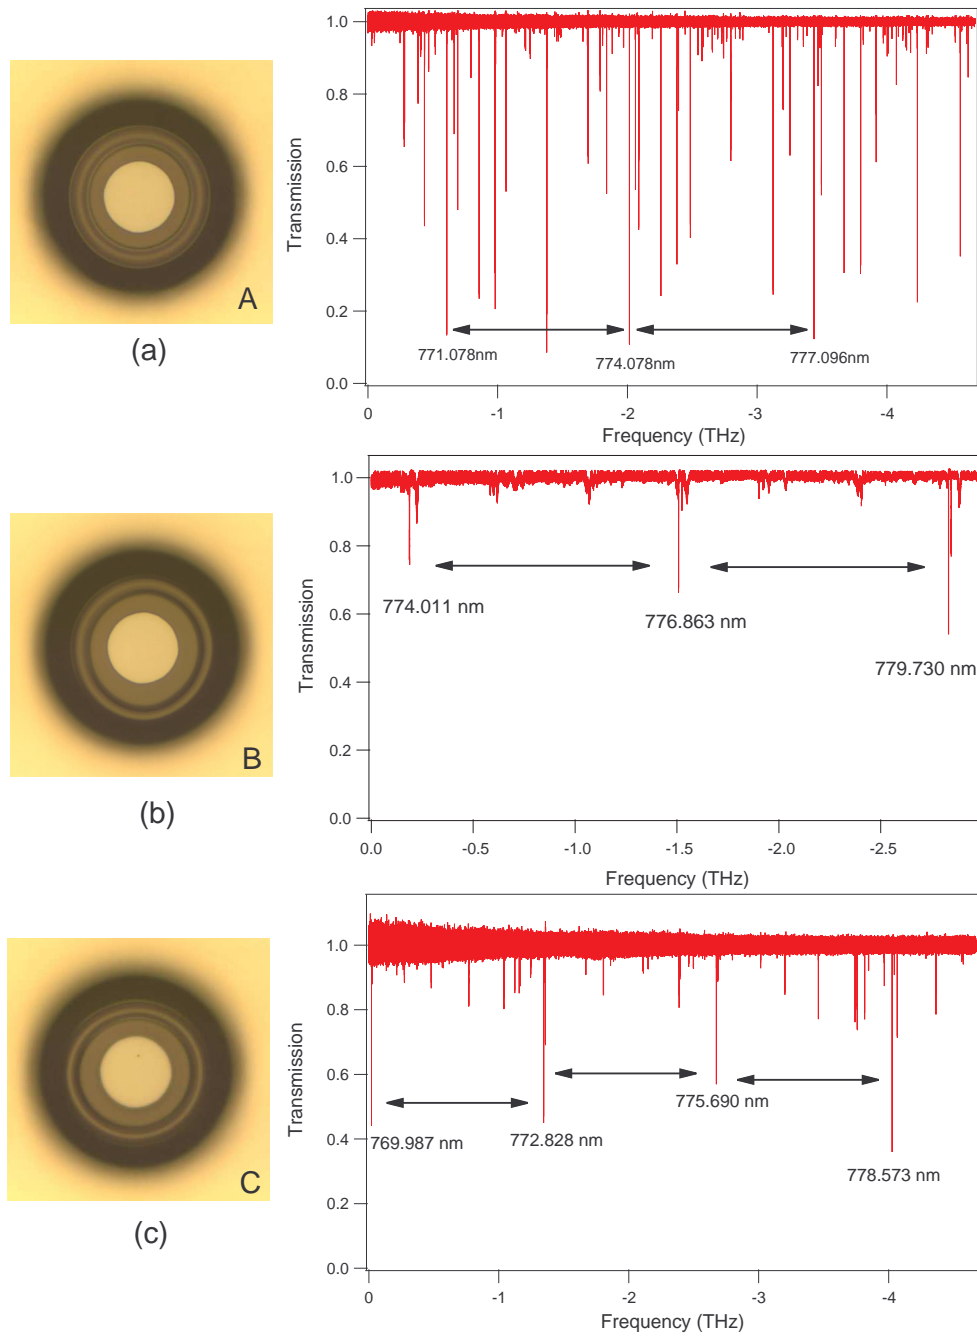 1.0
0.8
0.6
0.4
0.2
0.0
Transmission
771.078nm
774.078nm
777.096nm
0
-1
-2
-3
-4
Frequency (THz)
A
(a)
1.0
0.8
0.6
0.4
0.2
0.0
Transmission
774.011 nm
776.863 nm
779.730 nm
0.0
-0.5
-1.0
-1.5
-2.0
-2.5
Frequency (THz)
B
(b)
1.0
0.8
0.6
0.4
0.2
0.0
Transmission
769.987 nm
772.828 nm
775.690 nm
778.573 nm
0
-1
-2
-3
-4
Frequency (THz)
C
(c)